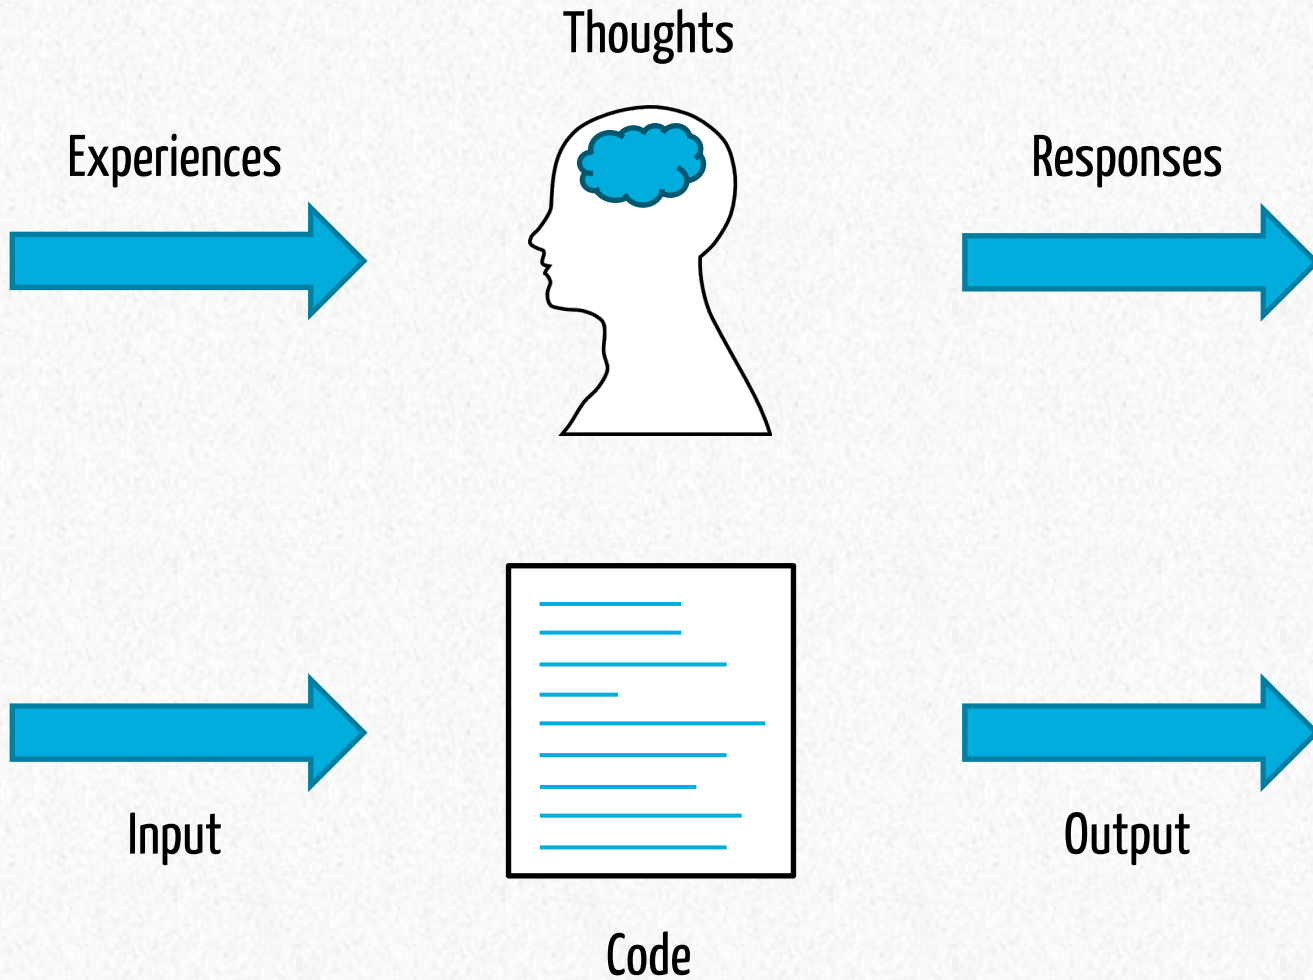 Thoughts
Experiences
Responses
Input
Output
Code